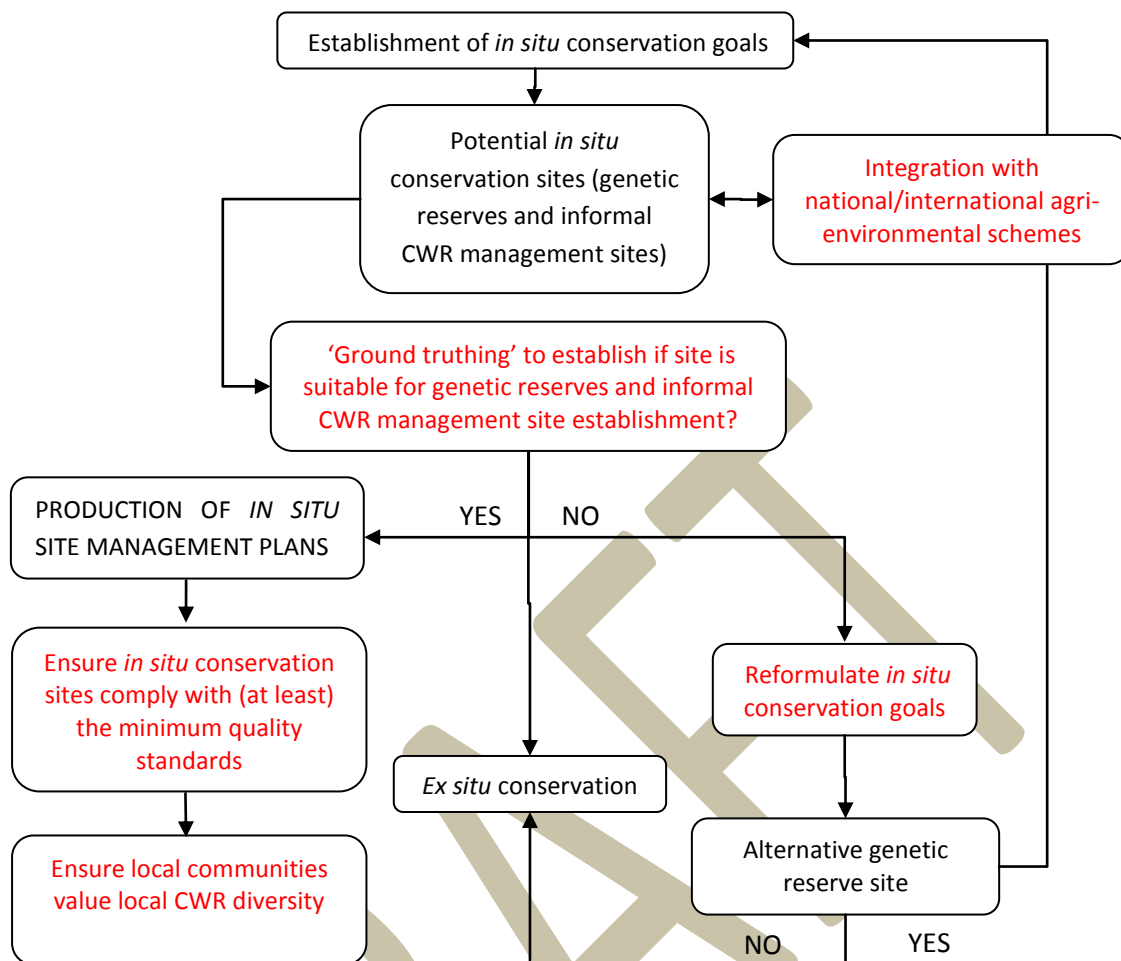 Establishment of in situ conservation goals
Potential in situ
conservation sites (genetic
reserves and informal
CWR management sites)
Integration with
national/international agri-
environmental schemes
‘Ground truthing’ to establish if site is
suitable for genetic reserves and informal
CWR management site establishment?
YES NO
PRODUCTION OF IN SITU
SITE MANAGEMENT PLANS
Ensure in situ conservation
sites comply with (at least)
the minimum quality
standards
Reformulate in situ
conservation goals
Ex situ conservation
Ensure local communities
value local CWR diversity
Alternative genetic
reserve site
NO YES